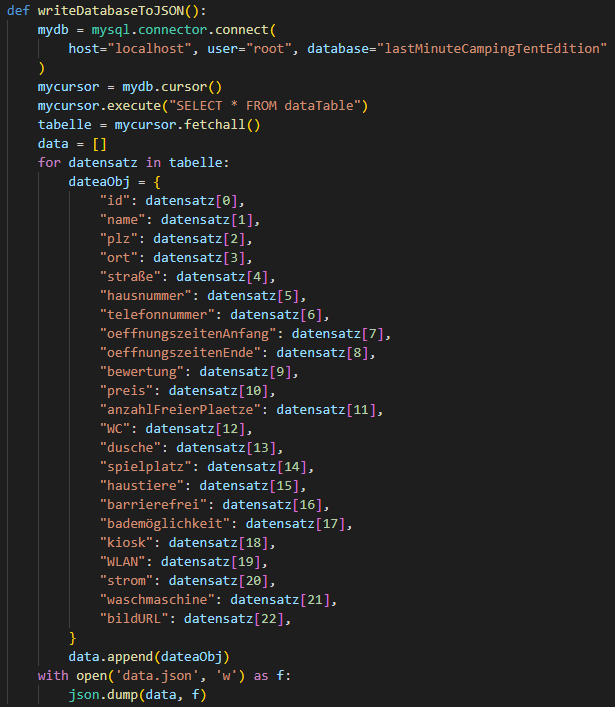 def writeDatabaseToJSON():
    mydb = mysql.connector.connect(
        host="localhost", user="root", database="lastMinuteCampingTentEdition"
    )
    mycursor = mydb.cursor()
    mycursor.execute("SELECT * FROM dataTable")
    tabelle = mycursor.fetchall()
    data = []
    for datensatz in tabelle:
        dateaObj = {
            "id": datensatz[0],
            "name": datensatz[1],
            "plz": datensatz[2],
            "ort": datensatz[3],
            "straße": datensatz[4],
            "hausnummer": datensatz[5],
            "telefonnummer": datensatz[6],
            "oeffnungszeitenAnfang": datensatz[7],
            "oeffnungszeitenEnde": datensatz[8],
            "bewertung": datensatz[9],
            "preis": datensatz[10],
            "anzahlFreierPlaetze": datensatz[11],
            "WC": datensatz[12],
            "dusche": datensatz[13],
            "spielplatz": datensatz[14],
            "haustiere": datensatz[15],
            "barrierefrei": datensatz[16],
            "bademöglichkeit": datensatz[17],
            "kiosk": datensatz[18],
            "WLAN": datensatz[19],
            "strom": datensatz[20],
            "waschmaschine": datensatz[21],
            "bildURL": datensatz[22],
        }
        data.append(dateaObj)
    with open('data.json', 'w') as f:
        json.dump(data, f)